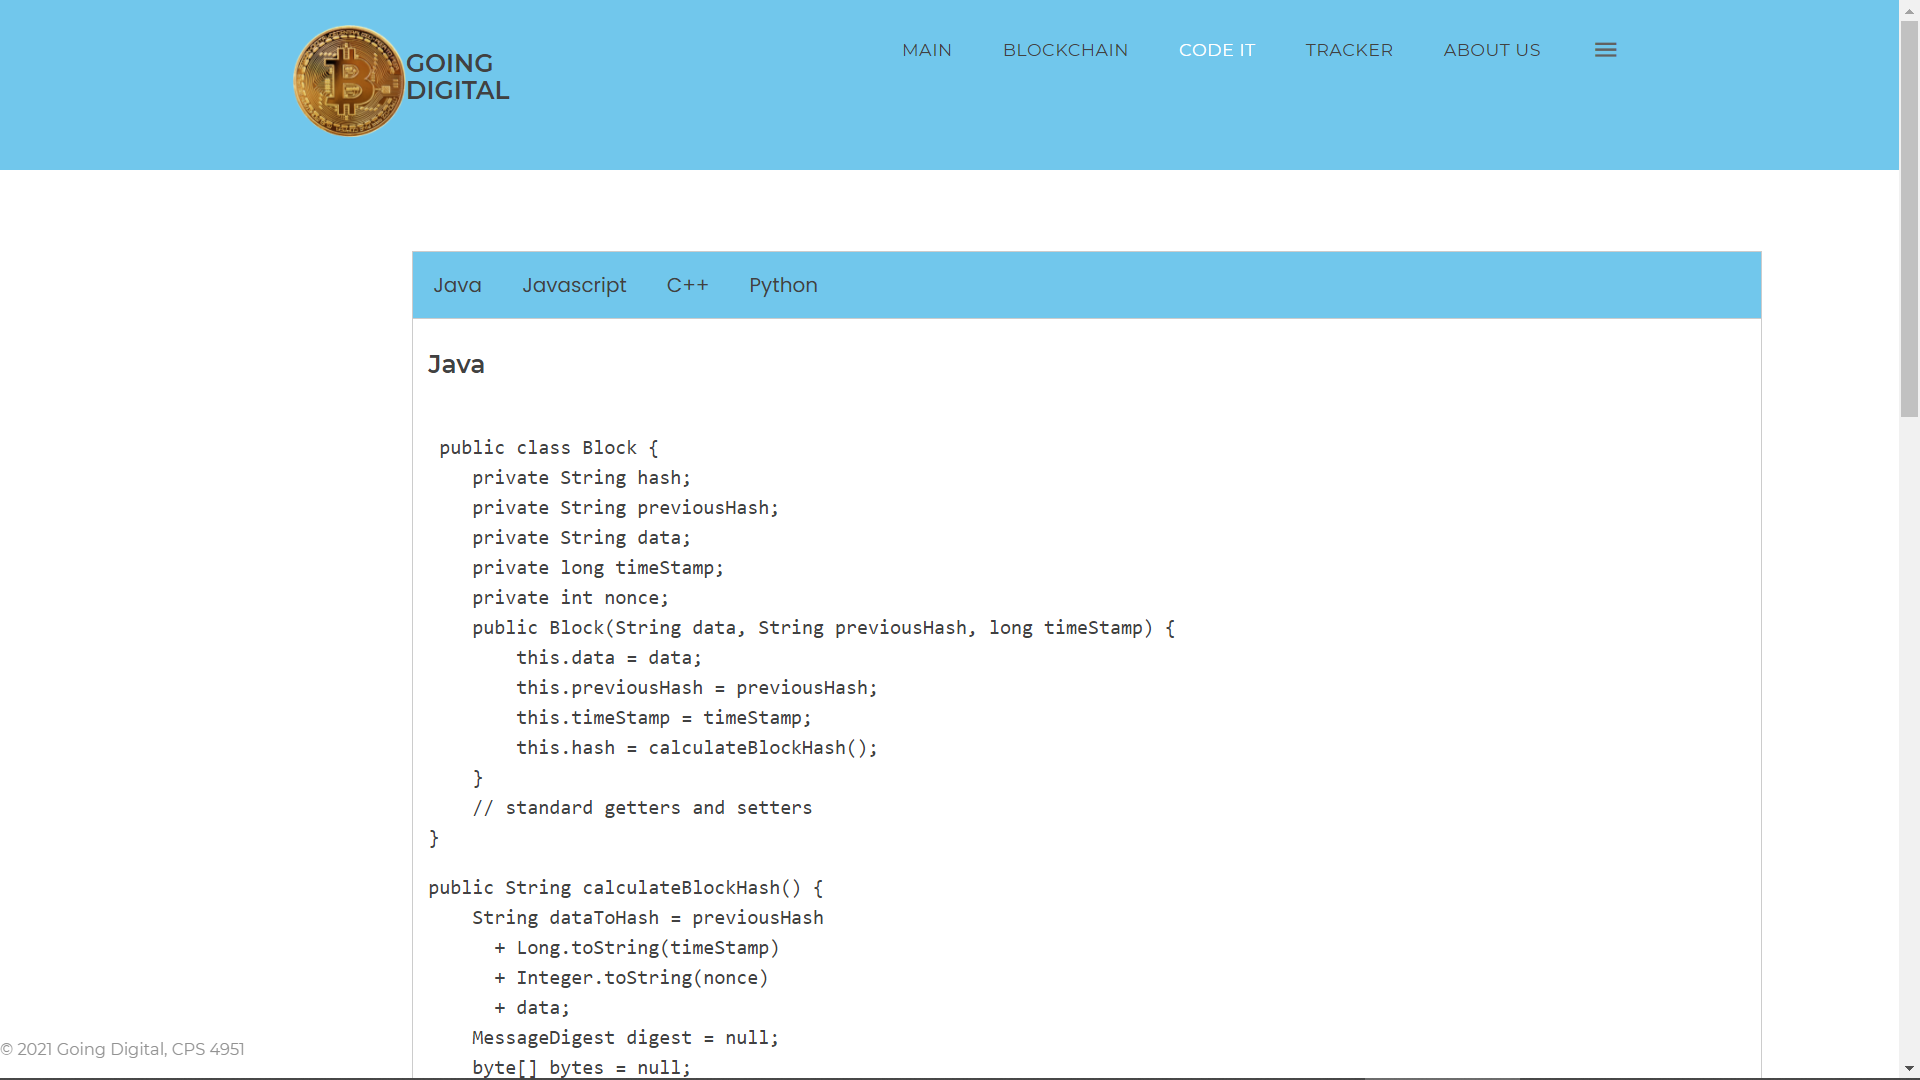 GOING
DIGITAL
MAIN BLOCKCHAIN CODE IT TRACKER ABOUT US
Java Javascript C++ Python
Java
public class Block {
    private String hash;
    private String previousHash;
    private String data;
    private long timeStamp;
    private int nonce;
    public Block(String data, String previousHash, long timeStamp) {
        this.data = data;
        this.previousHash = previousHash;
        this.timeStamp = timeStamp;
        this.hash = calculateBlockHash();
    }
    // standard getters and setters
}
public String calculateBlockHash() {
    String dataToHash = previousHash
      + Long.toString(timeStamp)
      + Integer.toString(nonce)
      + data;
    MessageDigest digest = null;
    byte[] bytes = null;
© 2021 Going Digital, CPS 4951